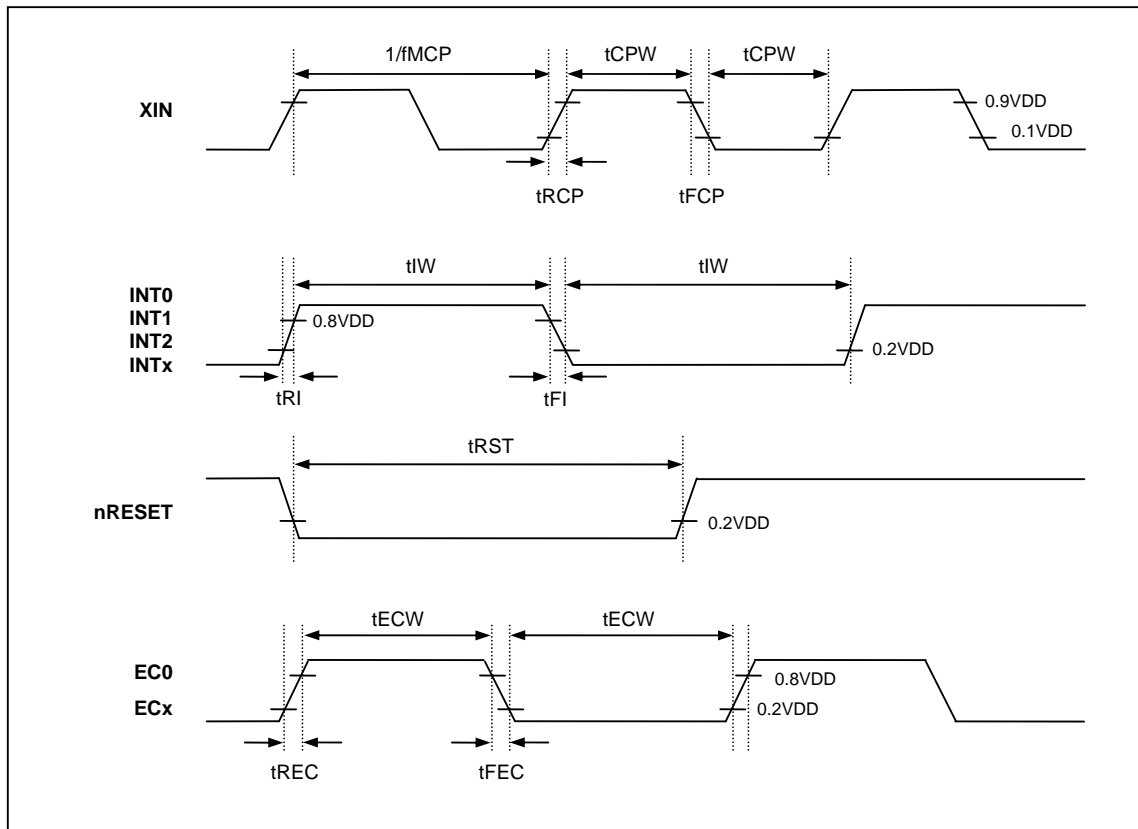 1/fMCP tCPW tCPW
XIN
0.9VDD
0.1VDD
tRCP tFCP
tIW tIW
INT0
INT1 0.8VDD
INT2 0.2VDD
INTx
tRI tFI
tRST
nRESET 0.2VDD
tECW tECW
EC0 0.8VDD
ECx 0.2VDD
tREC tFEC